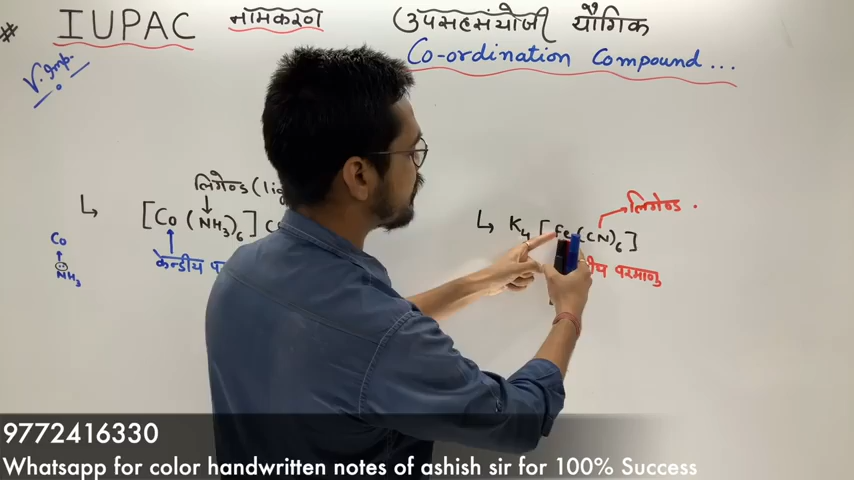 # IUPAC नामकरण (उपसहसंयोजी यौगिक
Co-ordination Compound...
V. Imp.
लिगेन्ड (lig
↳ [Co(NH3)6] C
केन्दीय प
Co
↑
NH3
लिगेन्ड .
↳ K4 [Fe(CN)6]
परमाणु
9772416330
Whatsapp for color handwritten notes of ashish sir for 100% Success